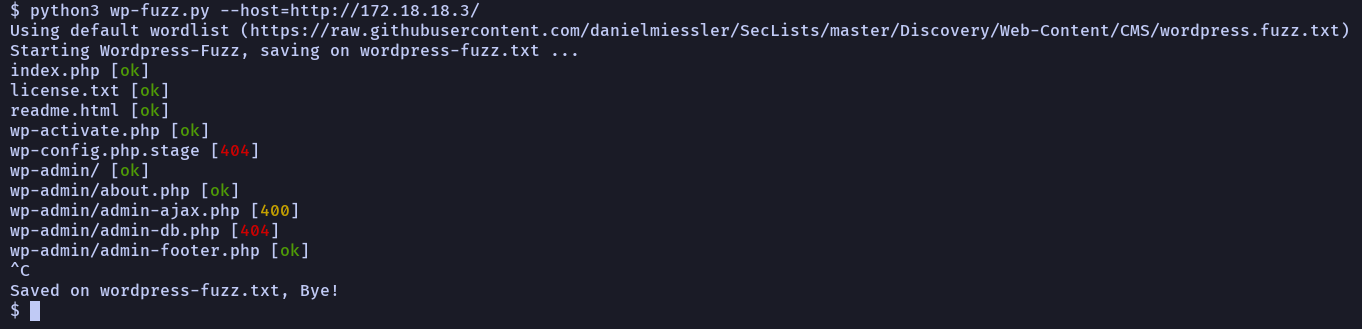 $ python3 wp-fuzz.py --host=http://172.18.18.3/
Using default wordlist (https://raw.githubusercontent.com/danielmiessler/SecLists/master/Discovery/Web-Content/CMS/wordpress.fuzz.txt)
Starting Wordpress-Fuzz, saving on wordpress-fuzz.txt ...
index.php [ok]
license.txt [ok]
readme.html [ok]
wp-activate.php [ok]
wp-config.php.stage [404]
wp-admin/ [ok]
wp-admin/about.php [ok]
wp-admin/admin-ajax.php [400]
wp-admin/admin-db.php [404]
wp-admin/admin-footer.php [ok]
^C
Saved on wordpress-fuzz.txt, Bye!
$